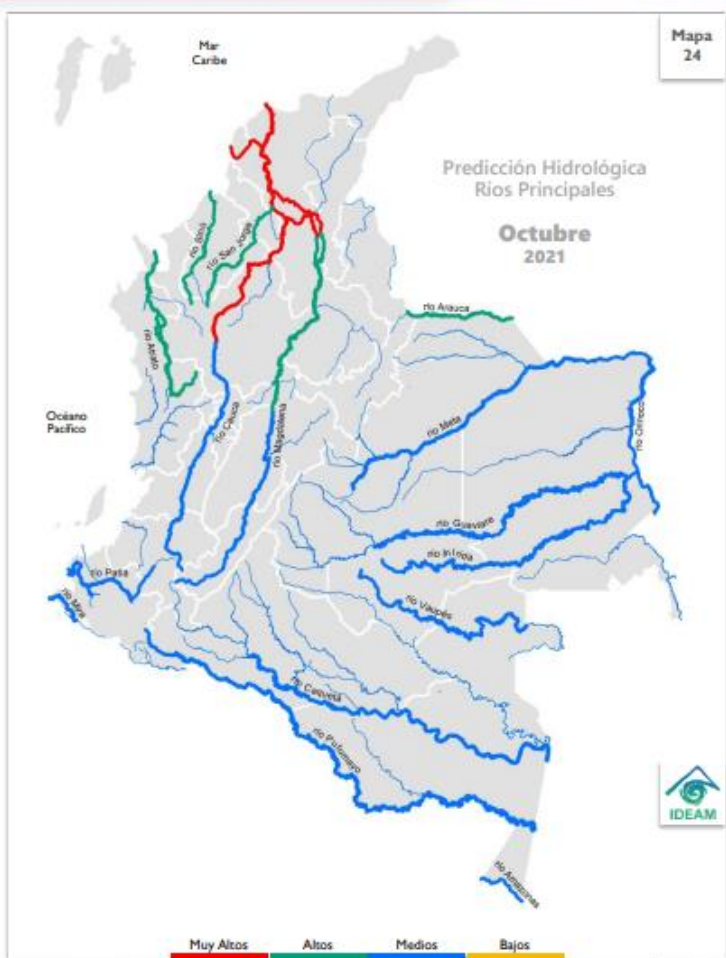 Mapa
24
Mar
Caribe
Predicción Hidrológica
Ríos Principales
Octubre
2021
río Sinú
río San Jorge
río Arauca
río Atrato
Océano
Pacífico
río Cauca
río Magdalena
río Meta
río Orinoco
río Guaviare
río Inírida
río Patía
río Mira
río Vaupés
río Caquetá
río Putumayo
IDEAM
río Amazonas
Muy Altos
Altos
Medios
Bajos